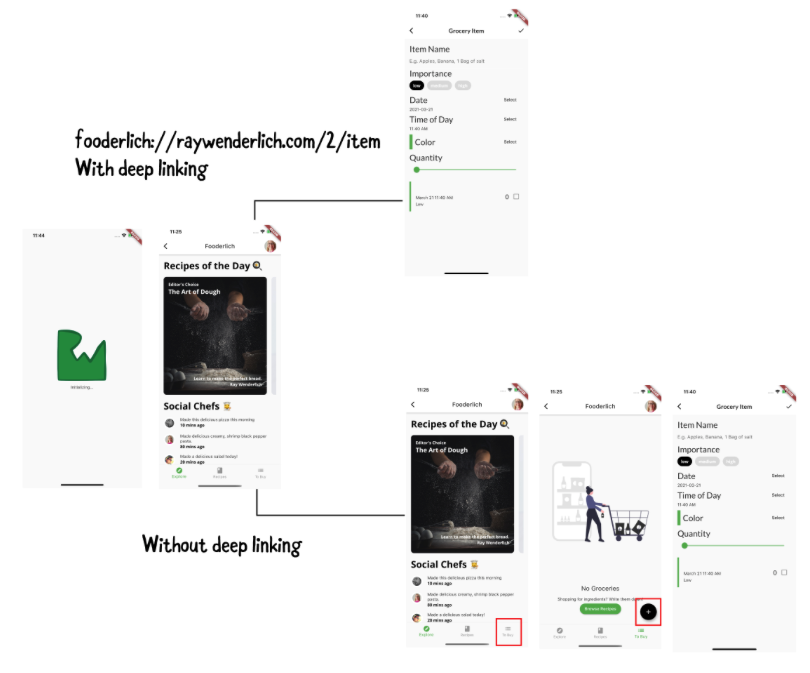 11:40
Grocery Item
Item Name
E.g. Apples, Banana, 1 Bag of salt
Importance
low medium high
Date
Select
2021-03-21
Time of Day
Select
11:40 AM
Color
Select
Quantity
March 21 11:40 AM
0
Low
fooderlich://raywenderlich.com/2/item
With deep linking
11:44
Initializing...
11:25
Fooderlich
Recipes of the Day
Editor's Choice
The Art of Dough
Learn to make the perfect bread.
Ray Wenderlich
Social Chefs
Made this delicious pizza this morning
10 mins ago
Made delicious creamy, shrimp black pepper
pasta
80 mins ago
Made a delicious salad today!
20 mins ago
Explore
Recipes
To Buy
Without deep linking
11:25
Fooderlich
Recipes of the Day
Editor's Choice
The Art of Dough
Learn to make the perfect bread.
Ray Wenderlich
Social Chefs
Made this delicious pizza this morning
10 mins ago
Made delicious creamy, shrimp black pepper
pasta
80 mins ago
Made a delicious salad today!
20 mins ago
Explore
Recipes
To Buy
11:25
Fooderlich
No Groceries
Shopping for ingredients? Write them down!
Browse Recipes
Explore
Recipes
To Buy
11:40
Grocery Item
Item Name
E.g. Apples, Banana, 1 Bag of salt
Importance
low medium high
Date
Select
2021-03-21
Time of Day
Select
11:40 AM
Color
Select
Quantity
March 21 11:40 AM
0
Low